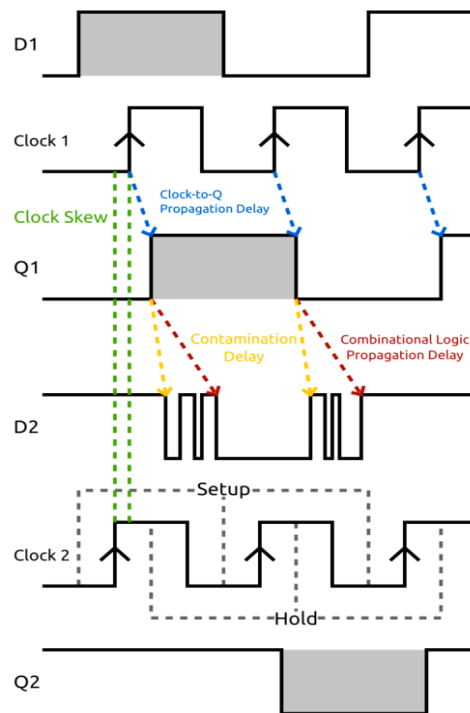 D1
Clock 1
Clock-to-Q
Propagation Delay
Clock Skew
Q1
Contamination
Delay
Combinational Logic
Propagation Delay
D2
Setup
Clock 2
Hold
Q2